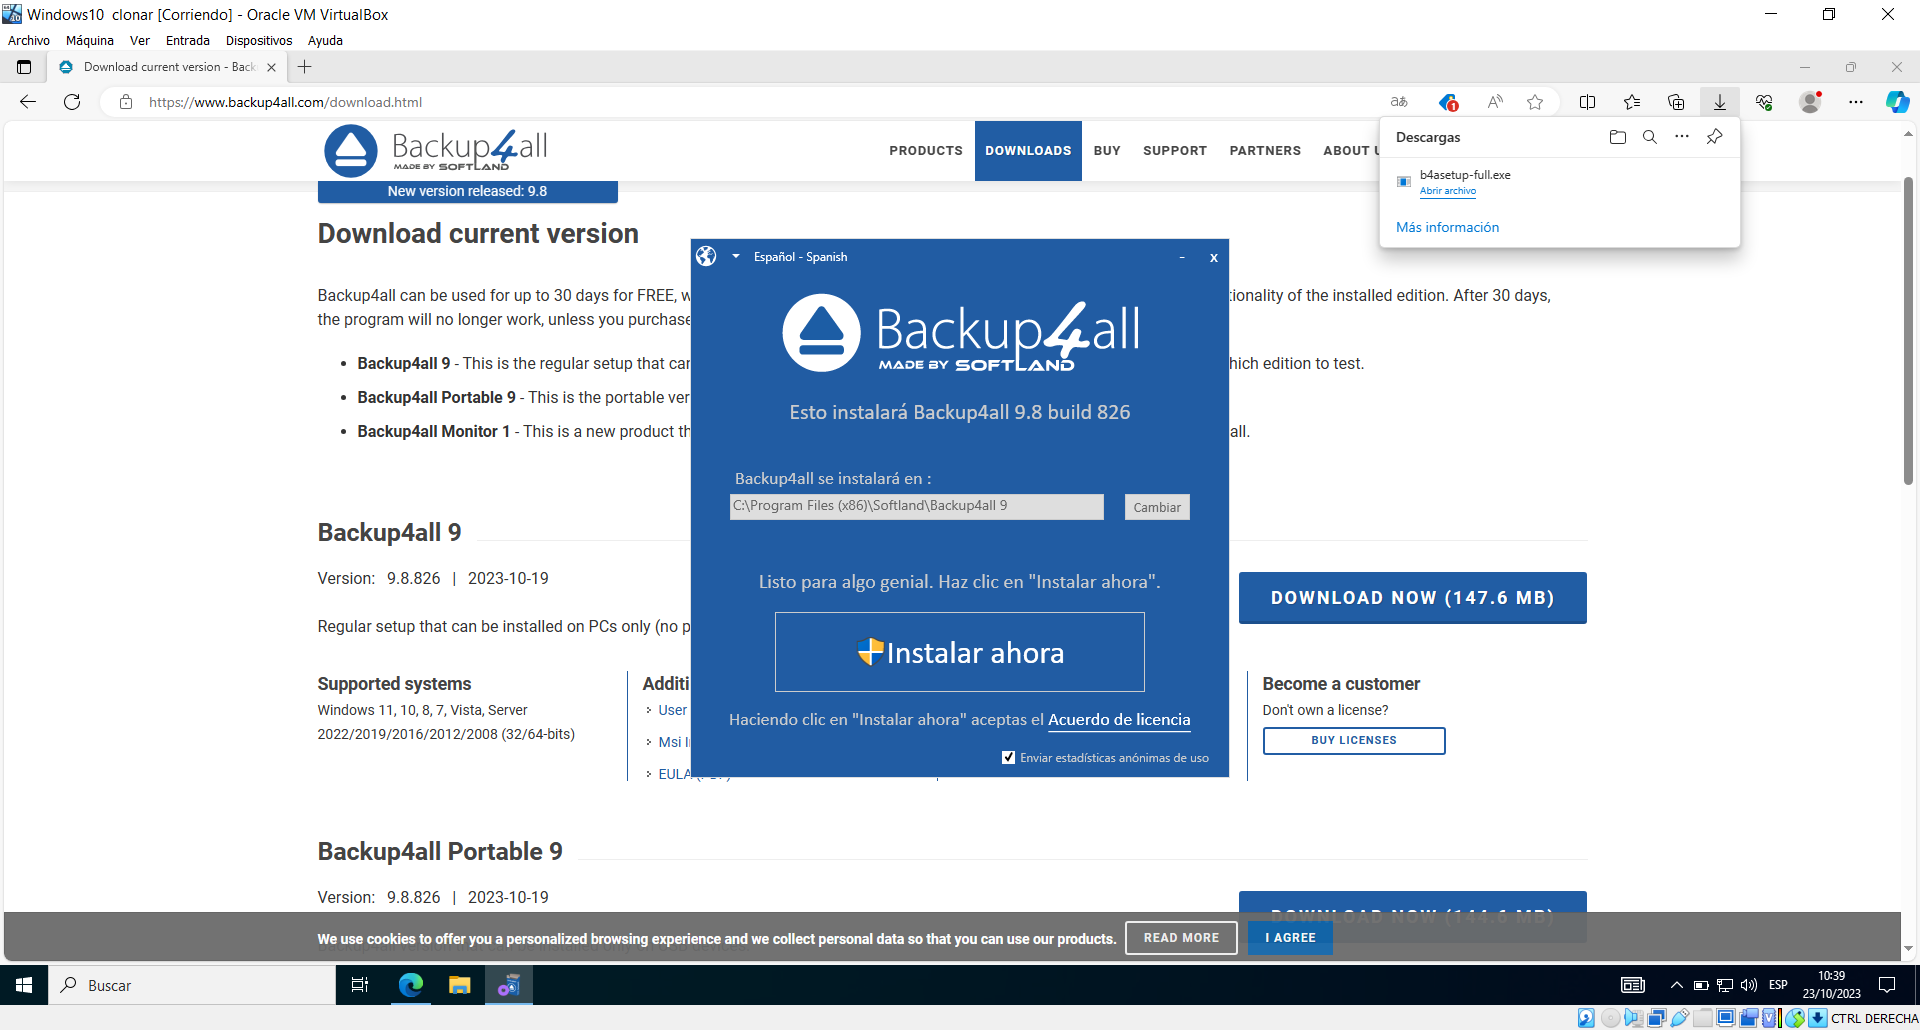 Windows10 clonar [Corriendo] - Oracle VM VirtualBox
Archivo Máquina Ver Entrada Dispositivos Ayuda
Download current version - Back
https://www.backup4all.com/download.html
Backup4all
MADE BY SOFTLAND
PRODUCTS DOWNLOADS BUY SUPPORT PARTNERS ABOUT U
Descargas
b4asetup-full.exe
Abrir archivo
Más información
New version released: 9.8
Download current version
Backup4all can be used for up to 30 days for FREE, w
tionality of the installed edition. After 30 days,
the program will no longer work, unless you purchase
• Backup4all 9 - This is the regular setup that car
hich edition to test.
• Backup4all Portable 9 - This is the portable ver
• Backup4all Monitor 1 - This is a new product th
all.
Español - Spanish
- x
Backup4all
MADE BY SOFTLAND
Esto instalará Backup4all 9.8 build 826
Backup4all se instalará en :
C:\Program Files (x86)\Softland\Backup4all 9
Cambiar
Listo para algo genial. Haz clic en "Instalar ahora".
Instalar ahora
Haciendo clic en "Instalar ahora" aceptas el Acuerdo de licencia
Enviar estadísticas anónimas de uso
Backup4all 9
Version: 9.8.826 | 2023-10-19
DOWNLOAD NOW (147.6 MB)
Regular setup that can be installed on PCs only (no p
Supported systems
Windows 11, 10, 8, 7, Vista, Server
2022/2019/2016/2012/2008 (32/64-bits)
Additi
User
Msi I
EULA
Become a customer
Don't own a license?
BUY LICENSES
Backup4all Portable 9
Version: 9.8.826 | 2023-10-19
DOWNLOAD NOW (144.6 MB)
We use cookies to offer you a personalized browsing experience and we collect personal data so that you can use our products.
READ MORE
I AGREE
Buscar
ESP
10:39
23/10/2023
CTRL DERECHA